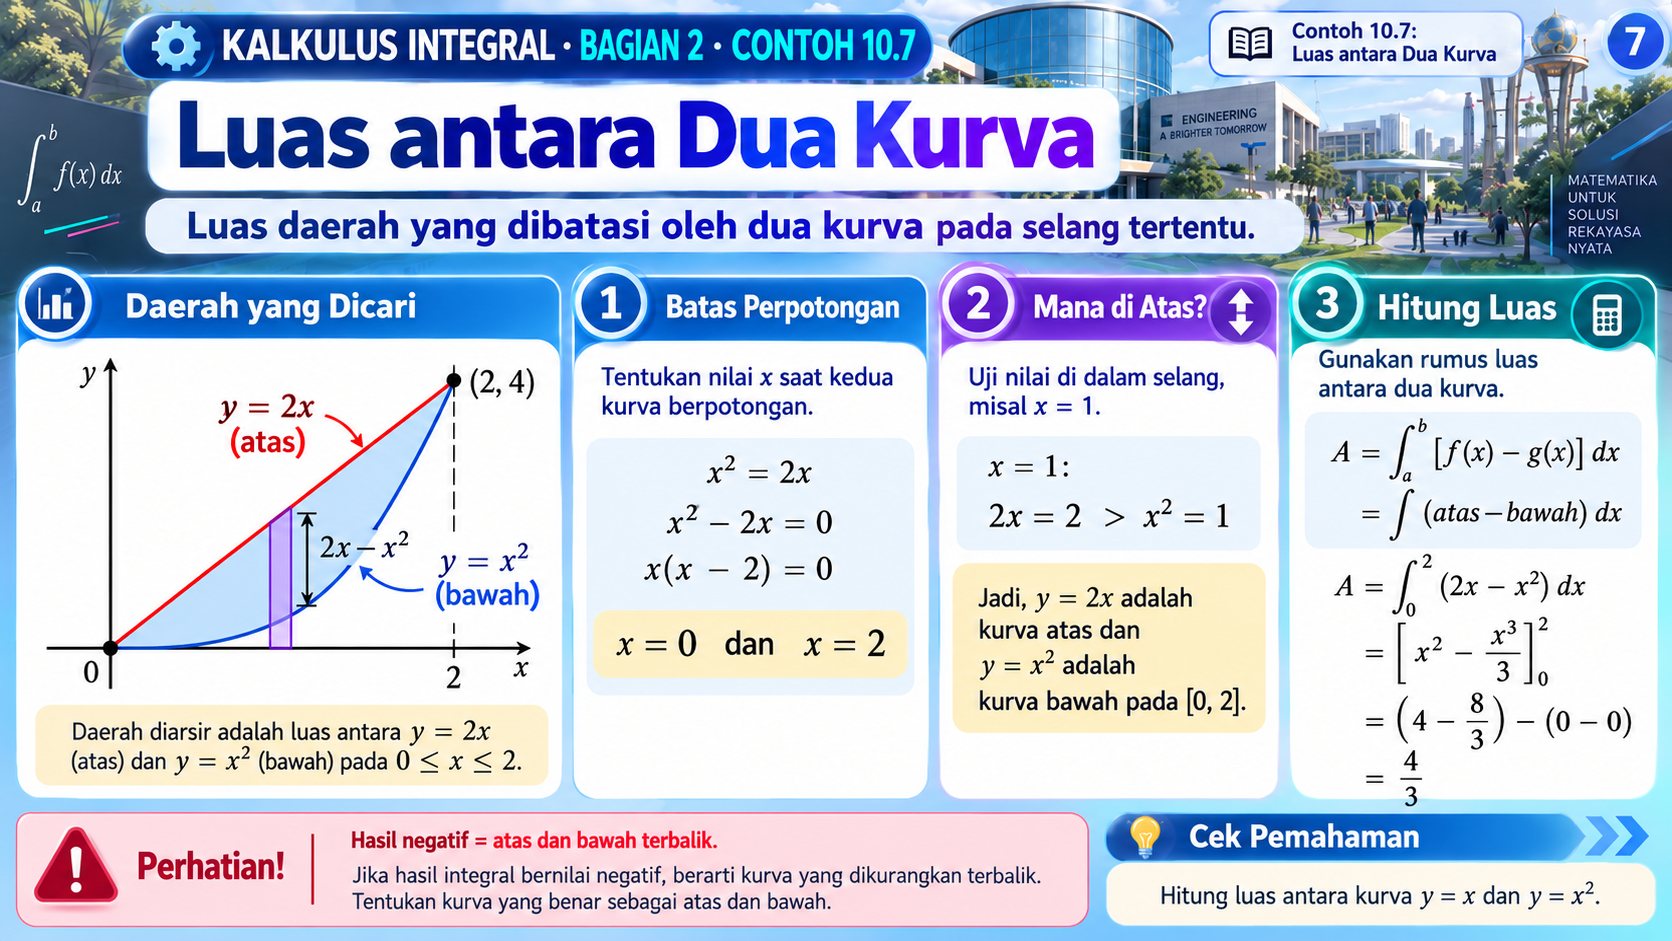 KALKULUS INTEGRAL · BAGIAN 2 · CONTOH 10.7
Contoh 10.7:
Luas antara Dua Kurva
7
Luas antara Dua Kurva
Luas daerah yang dibatasi oleh dua kurva pada selang tertentu.
∫_a^b f(x) dx
ENGINEERING
A BRIGHTER TOMORROW
MATEMATIKA
UNTUK
SOLUSI
REKAYASA
NYATA
Daerah yang Dicari
y
(2, 4)
y = 2x
(atas)
2x − x²
y = x²
(bawah)
0
2
x
Daerah diarsir adalah luas antara y = 2x
(atas) dan y = x² (bawah) pada 0 ≤ x ≤ 2.
1 Batas Perpotongan
Tentukan nilai x saat kedua
kurva berpotongan.
x² = 2x
x² − 2x = 0
x(x − 2) = 0
x = 0 dan x = 2
2 Mana di Atas?
Uji nilai di dalam selang,
misal x = 1.
x = 1:
2x = 2 > x² = 1
Jadi, y = 2x adalah
kurva atas dan
y = x² adalah
kurva bawah pada [0, 2].
3 Hitung Luas
Gunakan rumus luas
antara dua kurva.
A = ∫_a^b [f(x) − g(x)] dx
= ∫ (atas − bawah) dx
A = ∫_0^2 (2x − x²) dx
= [x² − x³/3]_0^2
= (4 − 8/3) − (0 − 0)
= 4/3
Perhatian!
Hasil negatif = atas dan bawah terbalik.
Jika hasil integral bernilai negatif, berarti kurva yang dikurangkan terbalik.
Tentukan kurva yang benar sebagai atas dan bawah.
Cek Pemahaman
Hitung luas antara kurva y = x dan y = x².